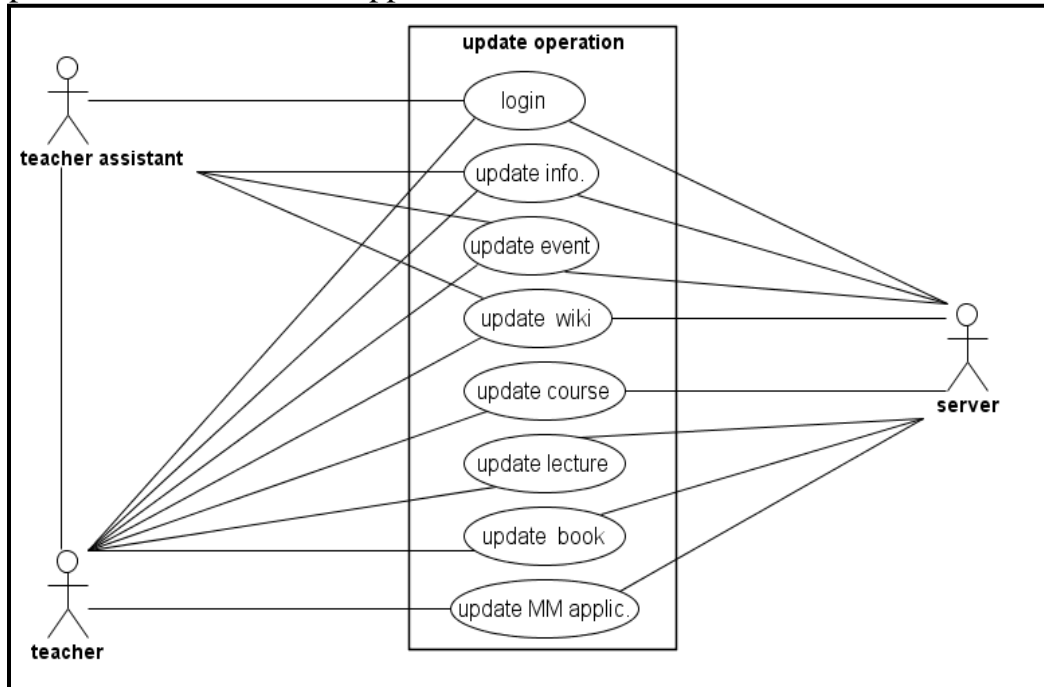 update operation
login
teacher assistant
update info.
update event
update wiki
update course
server
update lecture
update book
update MM applic.
teacher